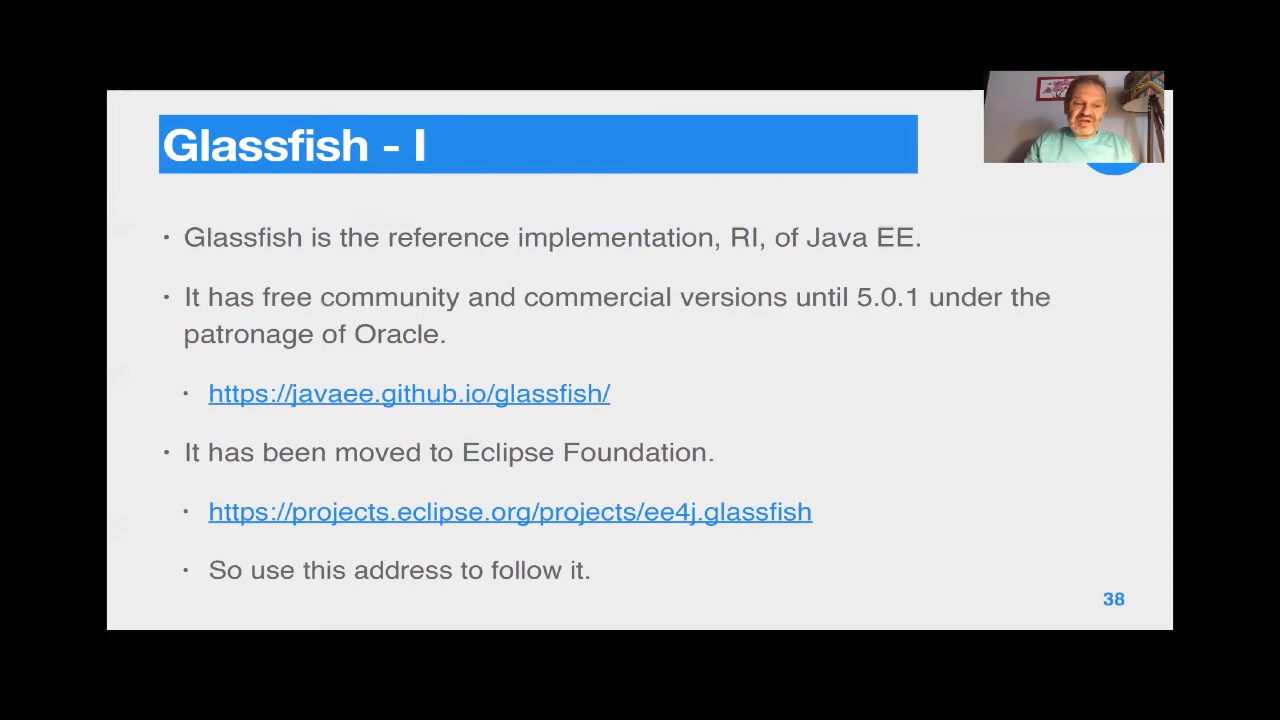 Glassfish - I
• Glassfish is the reference implementation, RI, of Java EE.
• It has free community and commercial versions until 5.0.1 under the
patronage of Oracle.
• https://javaee.github.io/glassfish/
• It has been moved to Eclipse Foundation.
• https://projects.eclipse.org/projects/ee4j.glassfish
• So use this address to follow it.
38